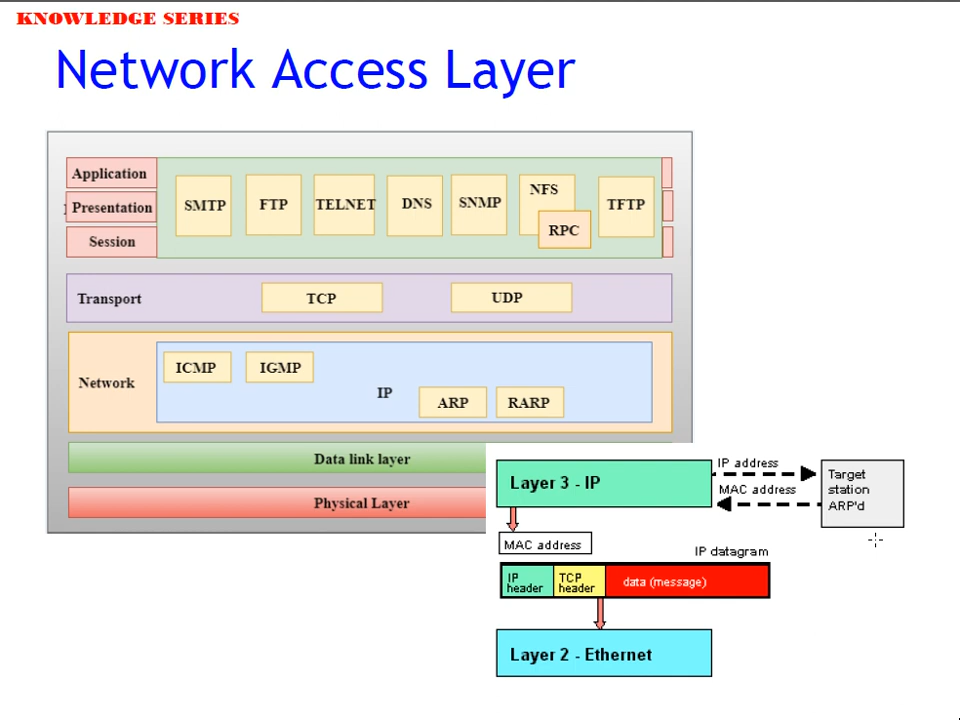 KNOWLEDGE SERIES
Network Access Layer
Application
Presentation
Session
SMTP
FTP
TELNET
DNS
SNMP
NFS
RPC
TFTP
Transport
TCP
UDP
Network
ICMP
IGMP
IP
ARP
RARP
Data link layer
Physical Layer
Layer 3 - IP
IP address
MAC address
Target
station
ARP'd
MAC address
IP datagram
IP
header
TCP
header
data (message)
Layer 2 - Ethernet